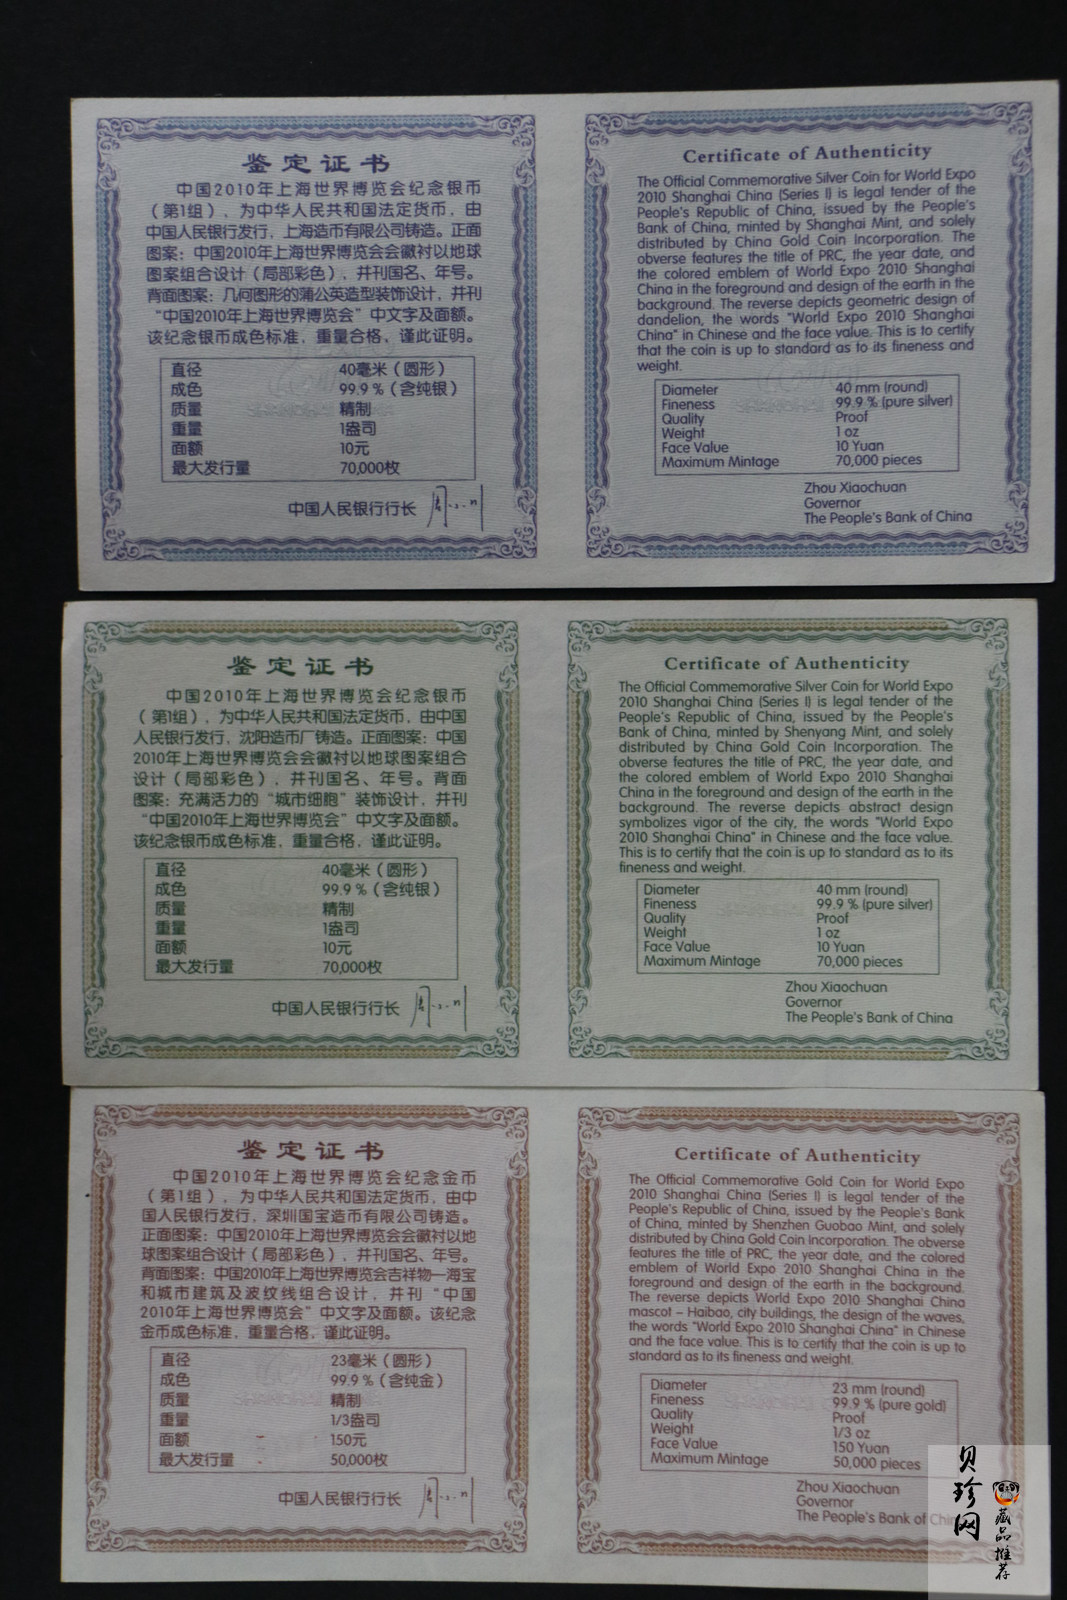 鉴定证书
中国2010年上海世界博览会纪念银币
（第1组），为中华人民共和国法定货币，由
中国人民银行发行，上海造币有限公司铸造。正面
图案：中国2010年上海世界博览会会徽衬以地球
图案组合设计（局部彩色），并刊国名、年号。
背面图案：几何图形的蒲公英造型装饰设计，并刊
“中国2010年上海世界博览会”中文字及面额。
该纪念银币成色标准，重量合格，谨此证明。
直径 40毫米（圆形）
成色 99.9％（含纯银）
质量 精制
重量 1盎司
面额 10元
最大发行量 70,000枚
中国人民银行行长
Certificate of Authenticity
The Official Commemorative Silver Coin for World Expo
2010 Shanghai China (Series I) is legal tender of the
People's Republic of China, issued by the People's
Bank of China, minted by Shanghai Mint, and solely
distributed by China Gold Coin Incorporation. The
obverse features the title of PRC, the year date, and
the colored emblem of World Expo 2010 Shanghai
China in the foreground and design of the earth in the
background. The reverse depicts geometric design of
dandelion, the words "World Expo 2010 Shanghai
China" in Chinese and the face value. This is to certify
that the coin is up to standard as to its fineness and
weight.
Diameter 40 mm (round)
Fineness 99.9 % (pure silver)
Quality Proof
Weight 1 oz
Face Value 10 Yuan
Maximum Mintage 70,000 pieces
Zhou Xiaochuan
Governor
The People's Bank of China
鉴定证书
中国2010年上海世界博览会纪念银币
（第1组），为中华人民共和国法定货币，由中国
人民银行发行，沈阳造币厂铸造。正面图案：中国
2010年上海世界博览会会徽衬以地球图案组合
设计（局部彩色），并刊国名、年号。背面
图案：充满活力的“城市细胞”装饰设计，并刊
“中国2010年上海世界博览会”中文字及面额。
该纪念银币成色标准，重量合格，谨此证明。
直径 40毫米（圆形）
成色 99.9％（含纯银）
质量 精制
重量 1盎司
面额 10元
最大发行量 70,000枚
中国人民银行行长
Certificate of Authenticity
The Official Commemorative Silver Coin for World Expo
2010 Shanghai China (Series I) is legal tender of the
People's Republic of China, issued by the People's
Bank of China, minted by Shenyang Mint, and solely
distributed by China Gold Coin Incorporation. The
obverse features the title of PRC, the year date, and
the colored emblem of World Expo 2010 Shanghai
China in the foreground and design of the earth in the
background. The reverse depicts abstract design
symbolizes vigor of the city, the words "World Expo
2010 Shanghai China" in Chinese and the face value.
This is to certify that the coin is up to standard as to its
fineness and weight.
Diameter 40 mm (round)
Fineness 99.9 % (pure silver)
Quality Proof
Weight 1 oz
Face Value 10 Yuan
Maximum Mintage 70,000 pieces
Zhou Xiaochuan
Governor
The People's Bank of China
鉴定证书
中国2010年上海世界博览会纪念金币
（第1组），为中华人民共和国法定货币，由中
国人民银行发行，深圳国宝造币有限公司铸造。
正面图案：中国2010年上海世界博览会会徽衬以地
球图案组合设计（局部彩色），并刊国名、年号。
背面图案：中国2010年上海世界博览会吉祥物—海宝
和城市建筑及波纹线组合设计，并刊“中国
2010年上海世界博览会”中文字及面额。该纪念
金币成色标准，重量合格，谨此证明。
直径 23毫米（圆形）
成色 99.9％（含纯金）
质量 精制
重量 1/3盎司
面额 150元
最大发行量 50,000枚
中国人民银行行长
Certificate of Authenticity
The Official Commemorative Gold Coin for World Expo
2010 Shanghai China (Series I) is legal tender of the
People's Republic of China, issued by the People's Bank
of China, minted by Shenzhen Guobao Mint, and solely
distributed by China Gold Coin Incorporation. The obverse
features the title of PRC, the year date, and the colored
emblem of World Expo 2010 Shanghai China in the
foreground and design of the earth in the background.
The reverse depicts World Expo 2010 Shanghai China
mascot – Haibao, city buildings, the design of the waves,
the words "World Expo 2010 Shanghai China" in Chinese
and the face value. This is to certify that the coin is up to
standard as to its fineness and weight.
Diameter 23 mm (round)
Fineness 99.9 % (pure gold)
Quality Proof
Weight 1/3 oz
Face Value 150 Yuan
Maximum Mintage 50,000 pieces
Zhou Xiaochuan
Governor
The People's Bank of China
贝珍网
藏品推荐